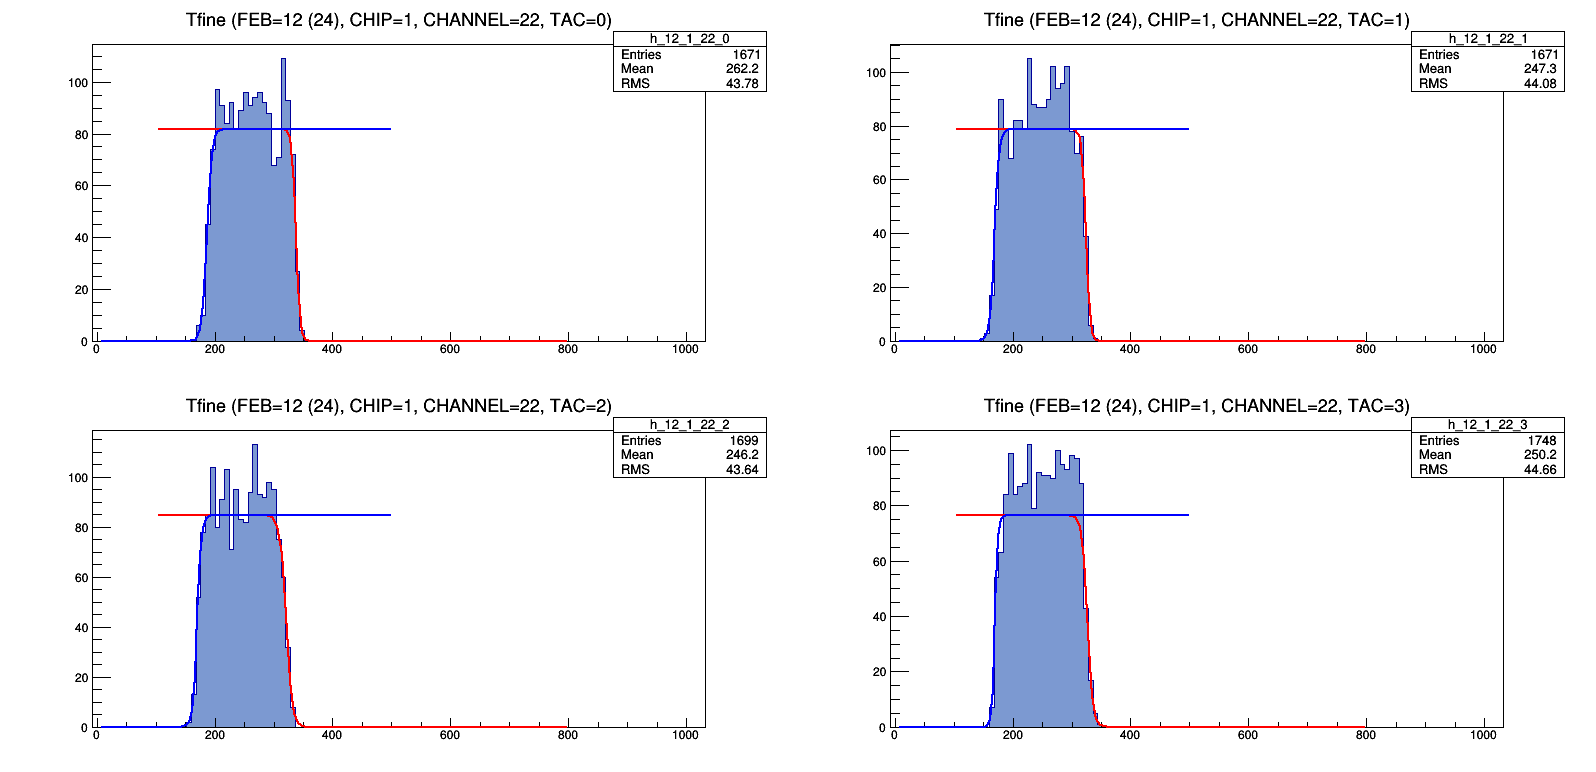 Tfine (FEB=12 (24), CHIP=1, CHANNEL=22, TAC=0)
h_12_1_22_0
Entries 1671
Mean 262.2
RMS 43.78
100
80
60
40
20
0
0 200 400 600 800 1000
Tfine (FEB=12 (24), CHIP=1, CHANNEL=22, TAC=1)
h_12_1_22_1
Entries 1671
Mean 247.3
RMS 44.08
100
80
60
40
20
0
0 200 400 600 800 1000
Tfine (FEB=12 (24), CHIP=1, CHANNEL=22, TAC=2)
h_12_1_22_2
Entries 1699
Mean 246.2
RMS 43.64
100
80
60
40
20
0
0 200 400 600 800 1000
Tfine (FEB=12 (24), CHIP=1, CHANNEL=22, TAC=3)
h_12_1_22_3
Entries 1748
Mean 250.2
RMS 44.66
100
80
60
40
20
0
0 200 400 600 800 1000